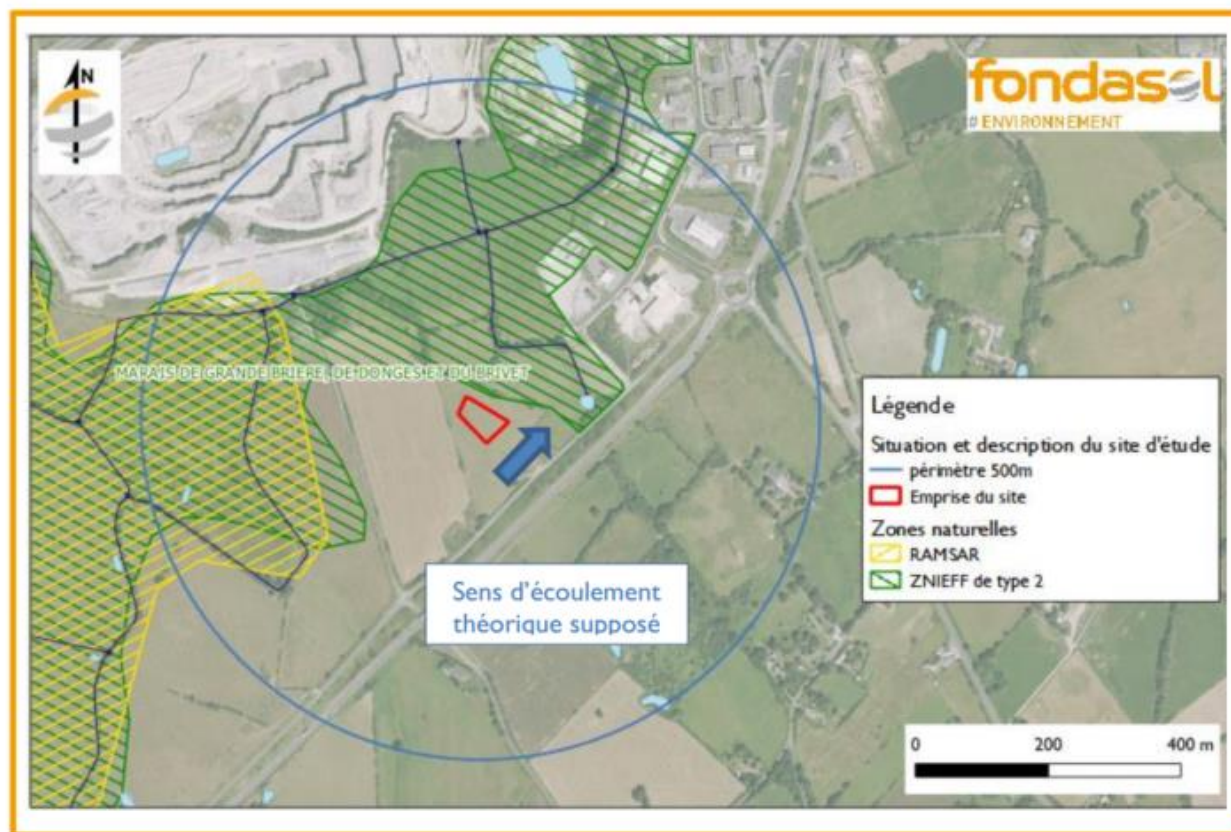 N
fondasol
ENVIRONNEMENT
MARAIS DE GRANDE BRIERE, DE DONGES ET DU BRIVET
Légende
Situation et description du site d'étude
périmètre 500m
Emprise du site
Zones naturelles
RAMSAR
ZNIEFF de type 2
Sens d'écoulement
théorique supposé
0 200 400 m